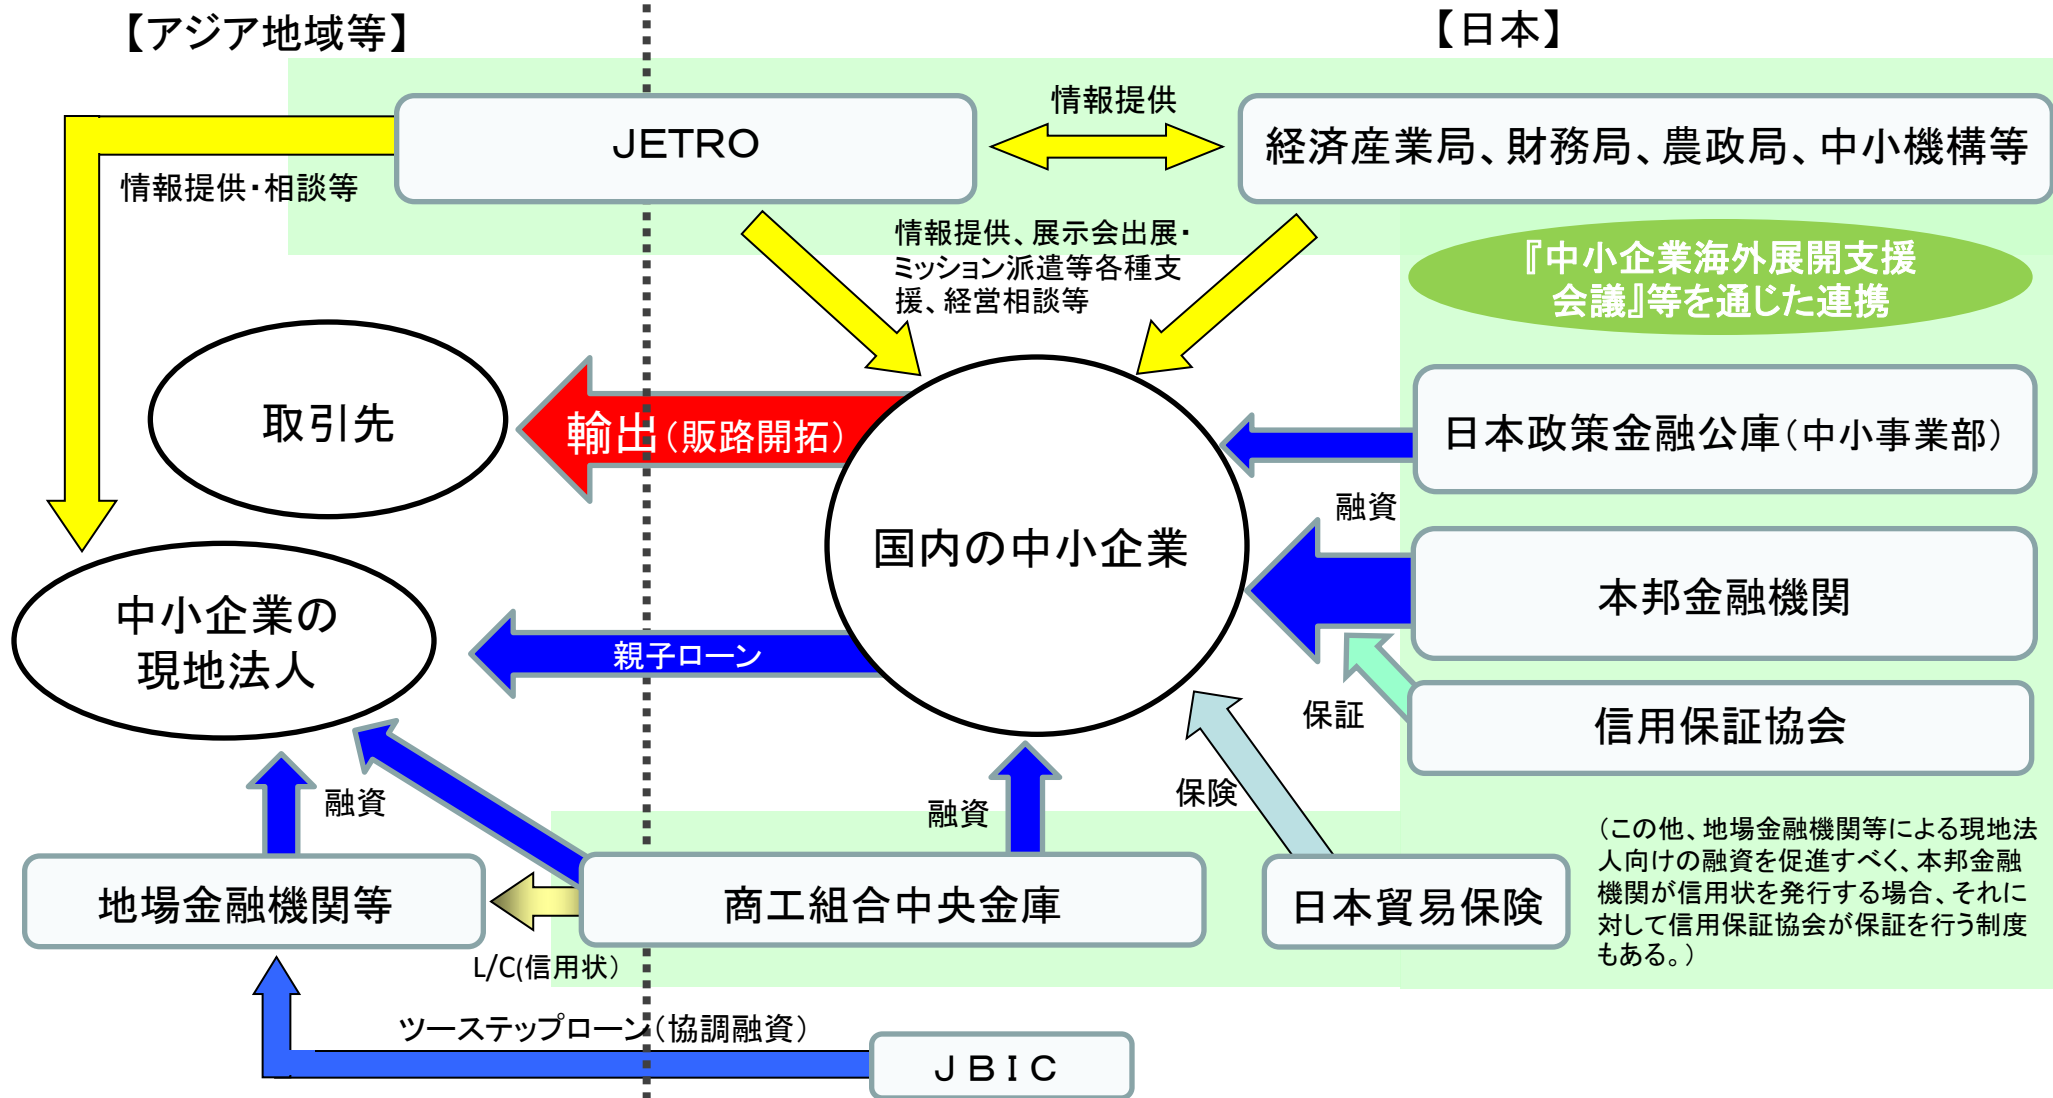 【アジア地域等】
【日本】
JETRO
情報提供
経済産業局、財務局、農政局、中小機構等
情報提供・相談等
情報提供、展示会出展・
ミッション派遣等各種支
援、経営相談等
『中小企業海外展開支援
会議』等を通じた連携
取引先
輸出（販路開拓）
日本政策金融公庫（中小事業部）
融資
国内の中小企業
本邦金融機関
中小企業の
現地法人
親子ローン
保証
信用保証協会
融資
融資
保険
地場金融機関等
商工組合中央金庫
日本貿易保険
（この他、地場金融機関等による現地法
人向けの融資を促進すべく、本邦金融
機関が信用状を発行する場合、それに
対して信用保証協会が保証を行う制度
もある。）
L/C(信用状）
ツーステップローン（協調融資）
ＪＢＩＣ